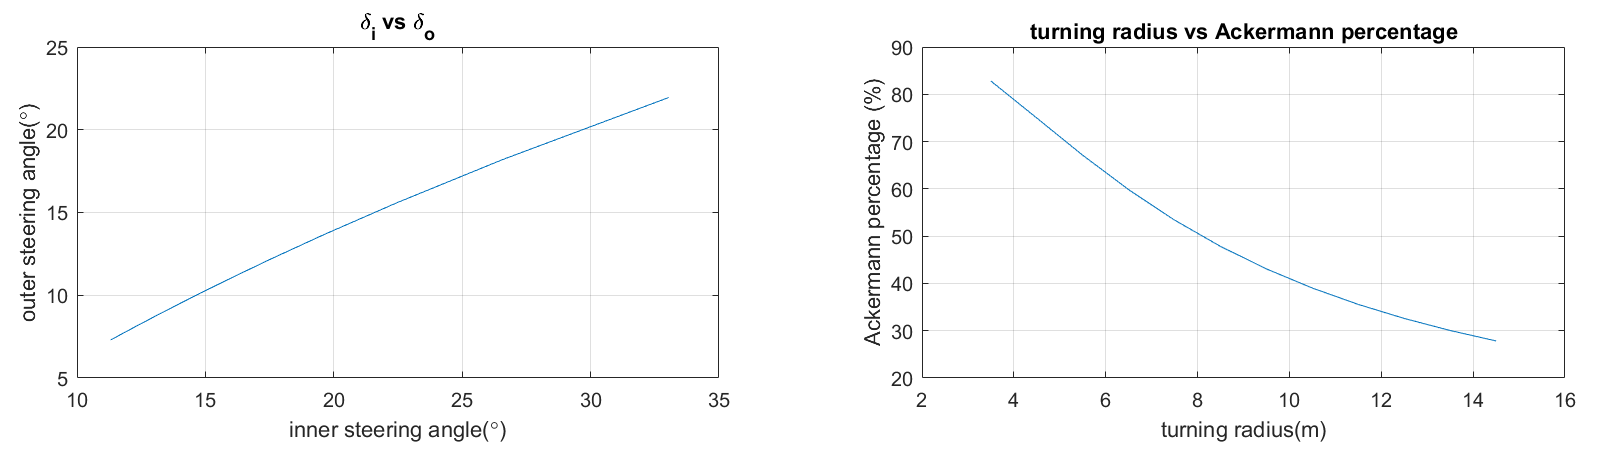 δi vs δo
25
20
15
10
5
outer steering angle(°)
10 15 20 25 30 35
inner steering angle(°)
turning radius vs Ackermann percentage
90
80
70
60
50
40
30
20
Ackermann percentage (%)
2 4 6 8 10 12 14 16
turning radius(m)